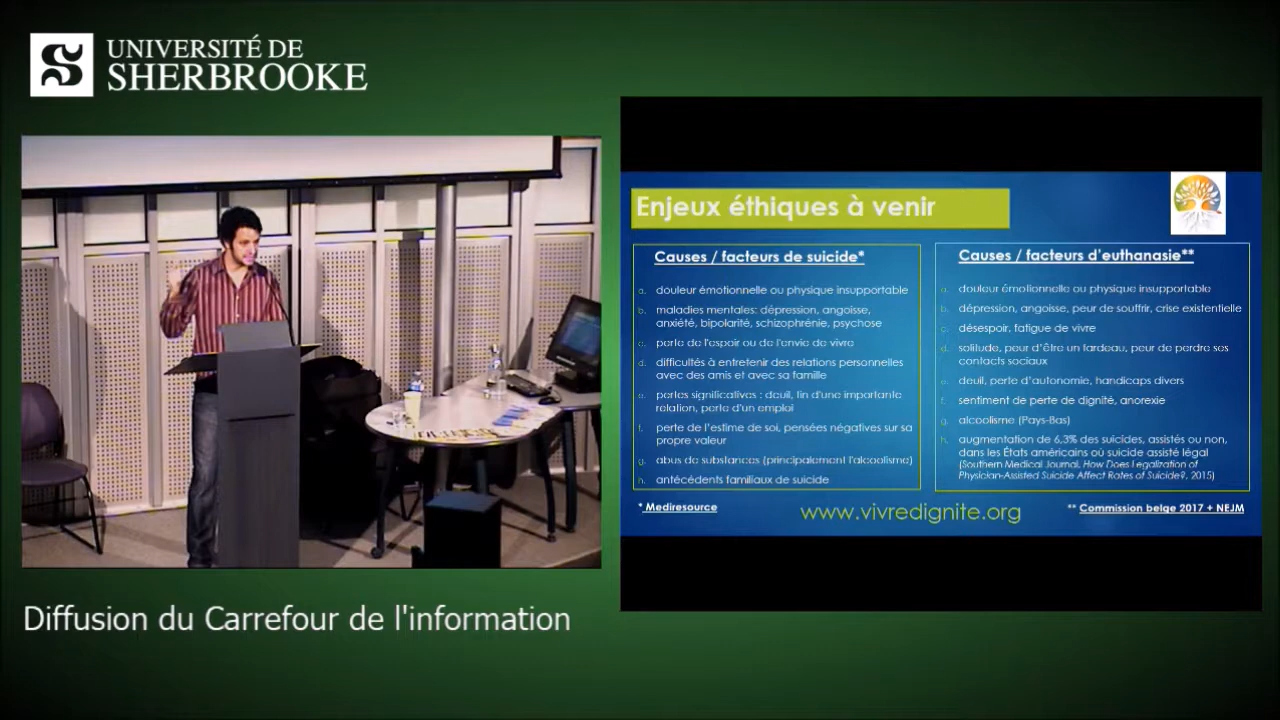 UNIVERSITÉ DE
SHERBROOKE
Enjeux éthiques à venir
Causes / facteurs de suicide*
a. douleur émotionnelle ou physique insupportable
b. maladies mentales: dépression, angoisse,
anxiété, bipolarité, schizophrénie, psychose
c. perte de l'espoir ou de l'envie de vivre
d. difficultés à entretenir des relations personnelles
avec des amis et avec sa famille
e. pertes significatives : deuil, fin d'une importante
relation, perte d'un emploi
f. perte de l'estime de soi, pensées négatives sur sa
propre valeur
g. abus de substances (principalement l'alcoolisme)
h. antécédents familiaux de suicide
* Mediresource
Causes / facteurs d'euthanasie**
a. douleur émotionnelle ou physique insupportable
b. dépression, angoisse, peur de souffrir, crise existentielle
c. désespoir, fatigue de vivre
d. solitude, peur d'être un fardeau, peur de perdre ses
contacts sociaux
e. deuil, perte d'autonomie, handicaps divers
f. sentiment de perte de dignité, anorexie
g. alcoolisme (Pays-Bas)
h. augmentation de 6,3% des suicides, assistés ou non,
dans les États américains où suicide assisté légal
(Southern Medical Journal, How Does Legalization of
Physician-Assisted Suicide Affect Rates of Suicide?, 2015)
www.vivredignite.org
** Commission belge 2017 + NEJM
Diffusion du Carrefour de l'information